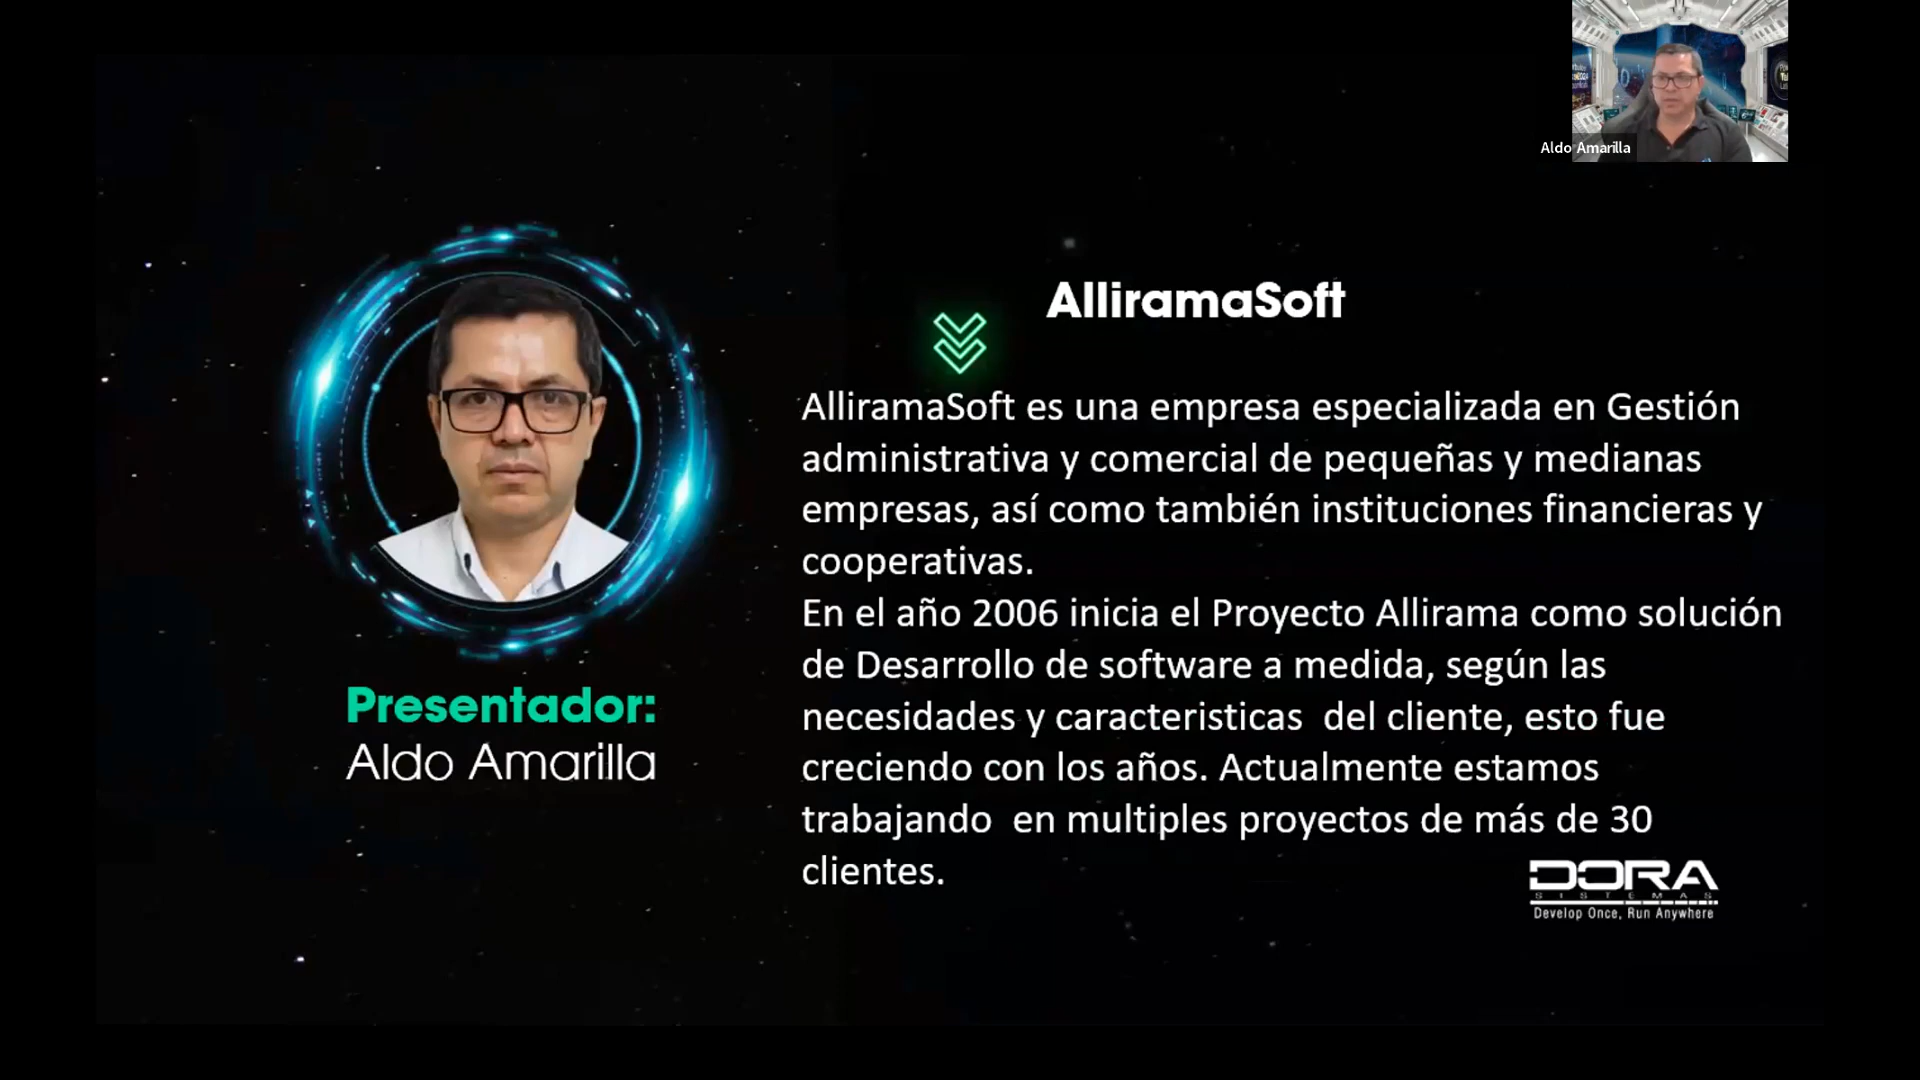 Aldo Amarilla
AlliramaSoft
AlliramaSoft es una empresa especializada en Gestión
administrativa y comercial de pequeñas y medianas
empresas, así como también instituciones financieras y
cooperativas.
En el año 2006 inicia el Proyecto Allirama como solución
de Desarrollo de software a medida, según las
necesidades y caracteristicas  del cliente, esto fue
creciendo con los años. Actualmente estamos
trabajando  en multiples proyectos de más de 30
clientes.
Presentador:
Aldo Amarilla
DORA
SISTEMAS
Develop Once, Run Anywhere